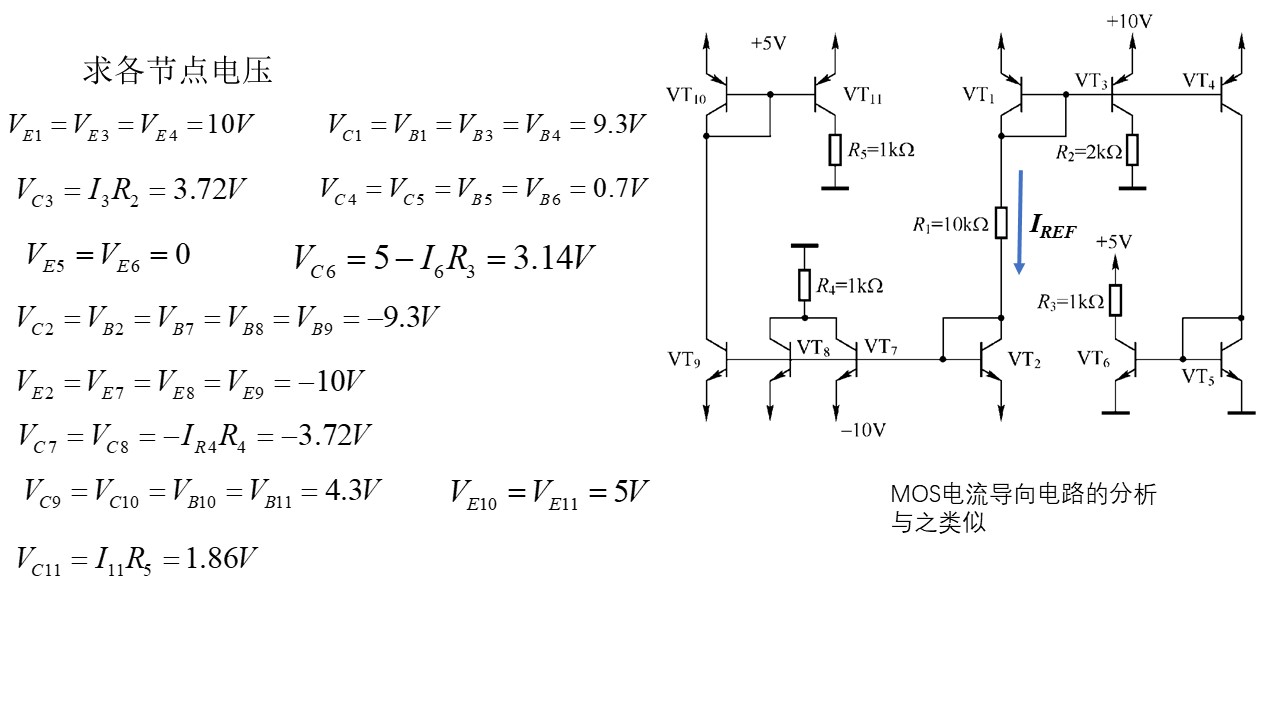 求各节点电压
V_{E1} = V_{E3} = V_{E4} = 10V
V_{C1} = V_{B1} = V_{B3} = V_{B4} = 9.3V
V_{C3} = I_3R_2 = 3.72V
V_{C4} = V_{C5} = V_{B5} = V_{B6} = 0.7V
V_{E5} = V_{E6} = 0
V_{C6} = 5 − I_6R_3 = 3.14V
V_{C2} = V_{B2} = V_{B7} = V_{B8} = V_{B9} = −9.3V
V_{E2} = V_{E7} = V_{E8} = V_{E9} = −10V
V_{C7} = V_{C8} = −I_{R4}R_4 = −3.72V
V_{C9} = V_{C10} = V_{B10} = V_{B11} = 4.3V
V_{E10} = V_{E11} = 5V
V_{C11} = I_{11}R_5 = 1.86V
+10V
+5V
VT₁₀
VT₁₁
VT₁
VT₃
VT₄
R₅=1kΩ
R₂=2kΩ
R₁=10kΩ
I_{REF}
+5V
R₄=1kΩ
R₃=1kΩ
VT₉
VT₈
VT₇
VT₂
VT₆
VT₅
−10V
MOS电流导向电路的分析
与之类似